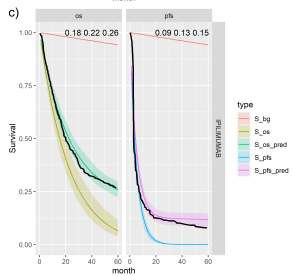 c)
os
pfs
0.18 0.22 0.26
0.09 0.13 0.15
1.00
0.75
0.50
0.25
0.00
Survival
IPILIMUMAB
0 20 40 60
0 20 40 60
month
type
S_bg
S_os
S_os_pred
S_pfs
S_pfs_pred